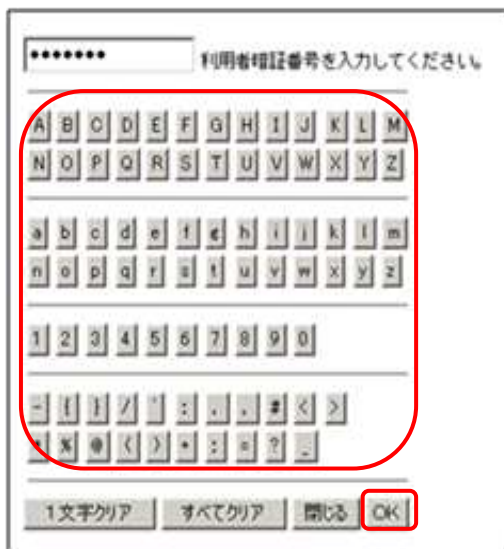 •••••••　利用者暗証番号を入力してください。
A B C D E F G H I J K L M
N O P Q R S T U V W X Y Z
a b c d e f g h i j k l m
n o p q r s t u v w x y z
1 2 3 4 5 6 7 8 9 0
- { } / ` : . , # < >
% @ ( ) ? _
1文字クリア すべてクリア 閉じる OK